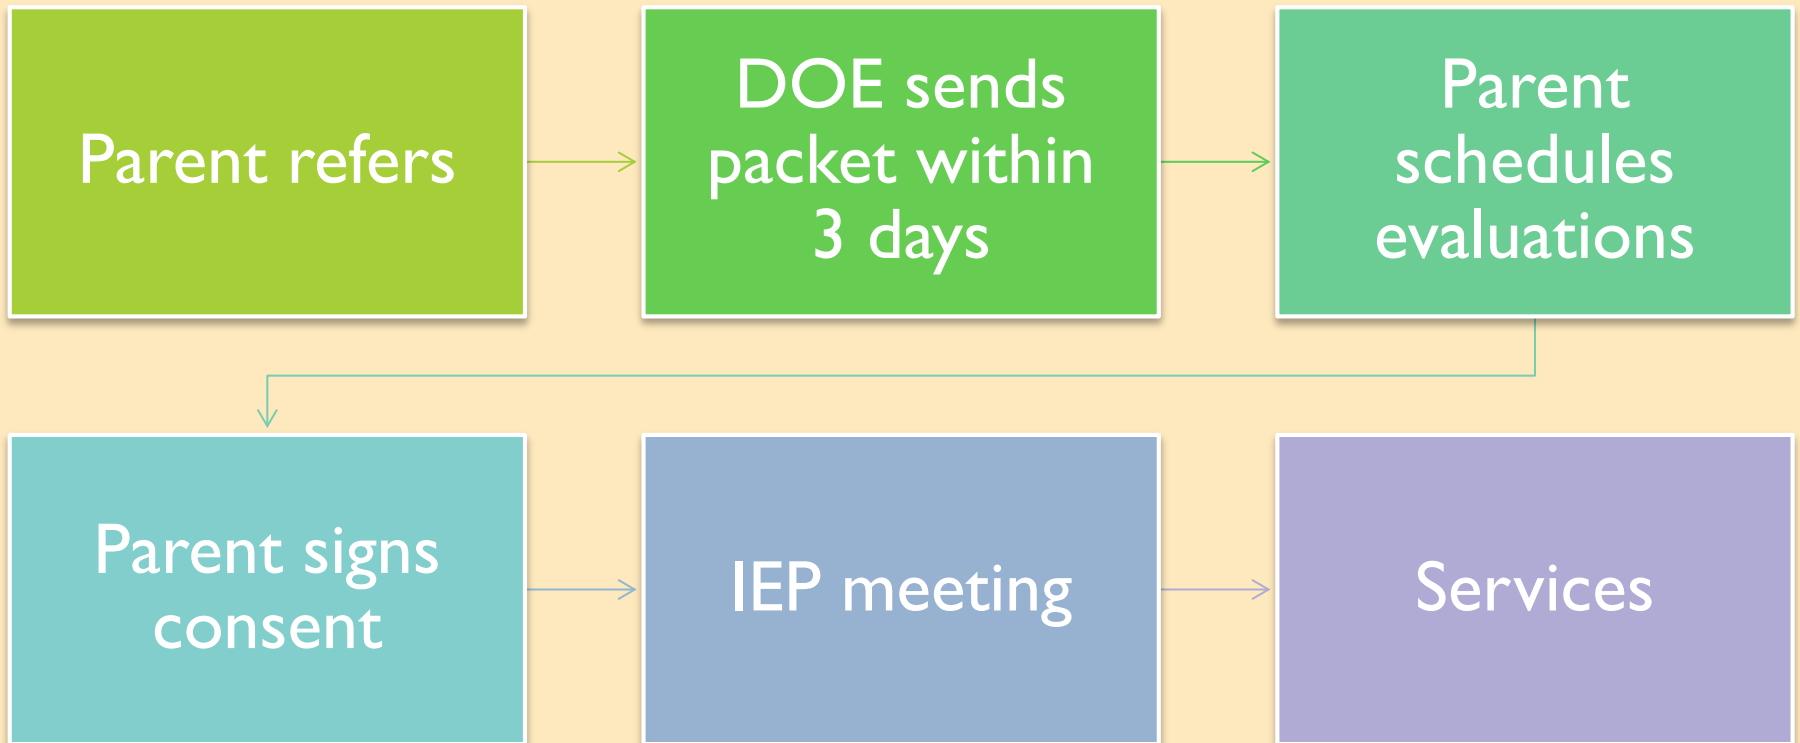 Parent refers
DOE sends
packet within
3 days
Parent
schedules
evaluations
Parent signs
consent
IEP meeting
Services